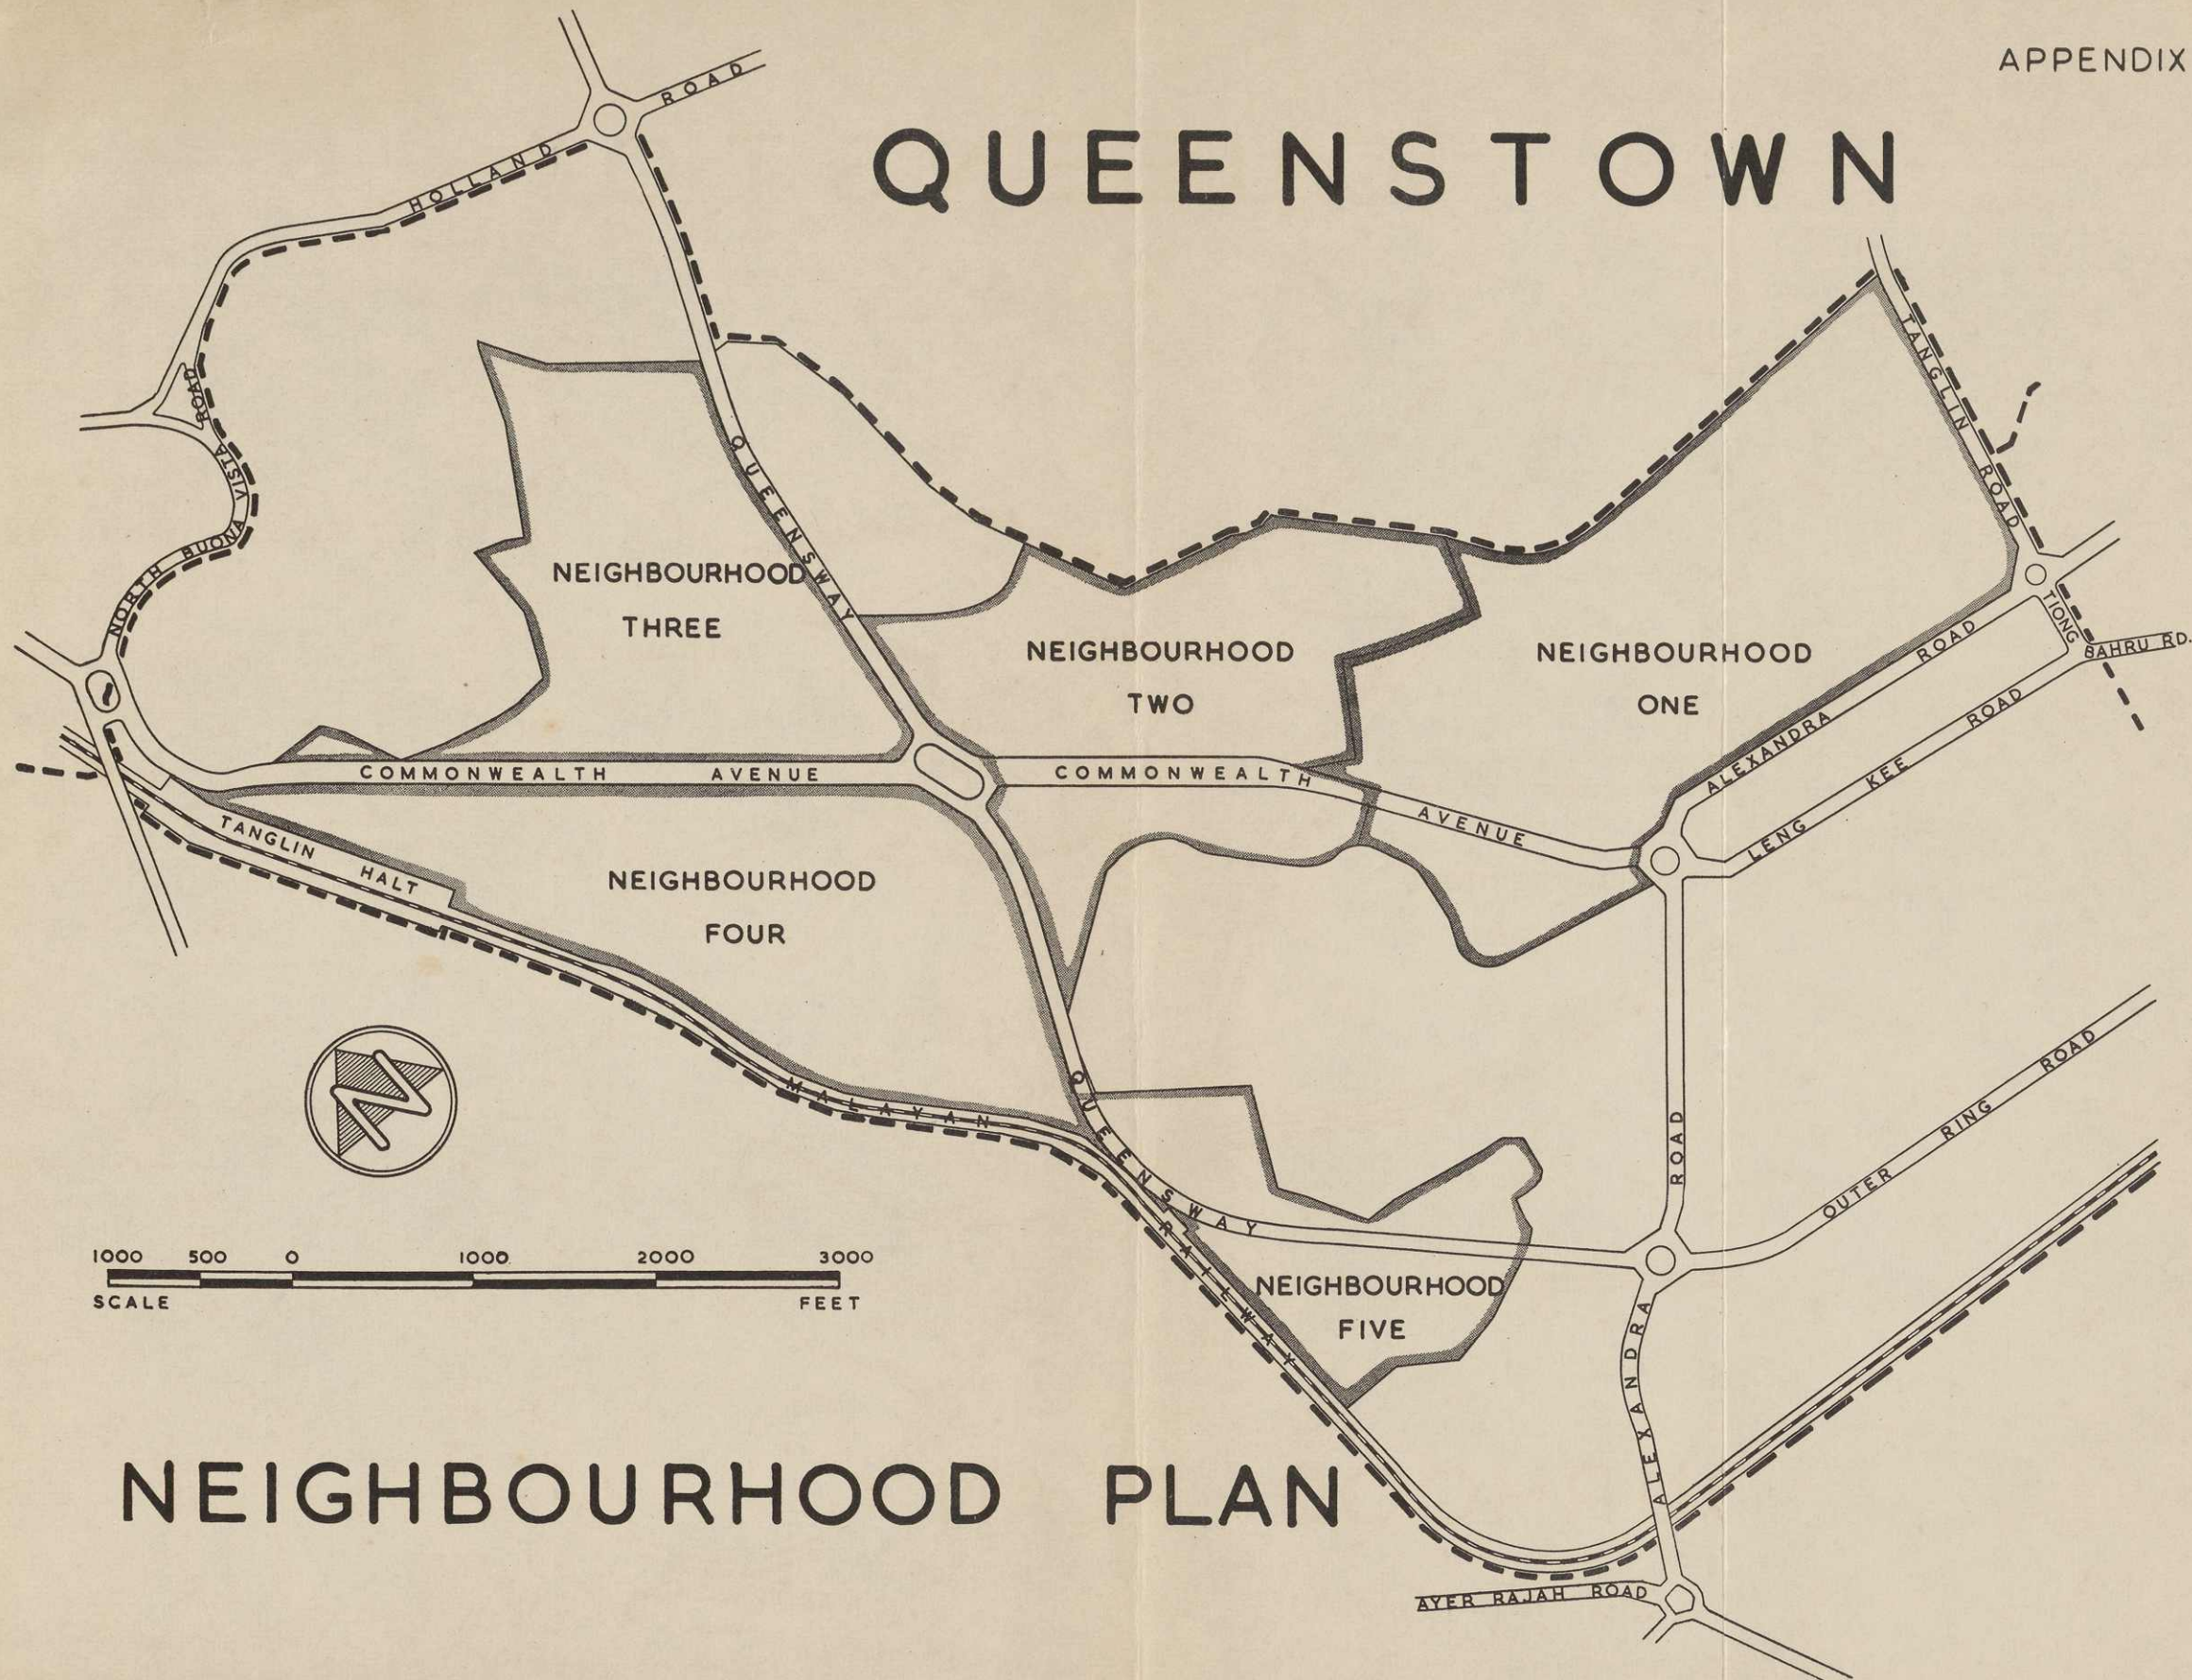 APPENDIX
QUEENSTOWN
HOLLAND ROAD
NORTH BUONA VISTA ROAD
QUEENSWAY
TANGLIN ROAD
TIONG BAHRU RD.
NEIGHBOURHOOD
THREE
NEIGHBOURHOOD
TWO
NEIGHBOURHOOD
ONE
COMMONWEALTH AVENUE
COMMONWEALTH AVENUE
ALEXANDRA ROAD
LENG KEE ROAD
TANGLIN HALT
NEIGHBOURHOOD
FOUR
MALAYAN RAILWAY
QUEENSWAY
ALEXANDRA ROAD
OUTER RING ROAD
N
1000 500 0 1000 2000 3000
SCALE FEET
NEIGHBOURHOOD
FIVE
NEIGHBOURHOOD PLAN
AYER RAJAH ROAD